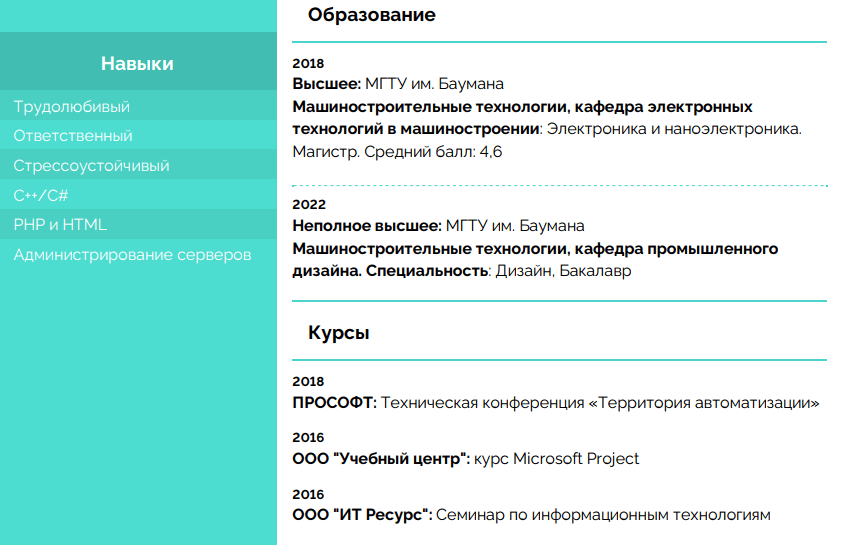 Навыки
Трудолюбивый
Ответственный
Стрессоустойчивый
C++/C#
PHP и HTML
Администрирование серверов
Образование
2018
Высшее: МГТУ им. Баумана
Машиностроительные технологии, кафедра электронных
технологий в машиностроении: Электроника и наноэлектроника.
Магистр. Средний балл: 4,6
2022
Неполное высшее: МГТУ им. Баумана
Машиностроительные технологии, кафедра промышленного
дизайна. Специальность: Дизайн, Бакалавр
Курсы
2018
ПРОСОФТ: Техническая конференция «Территория автоматизации»
2016
ООО "Учебный центр": курс Microsoft Project
2016
ООО "ИТ Ресурс": Семинар по информационным технологиям